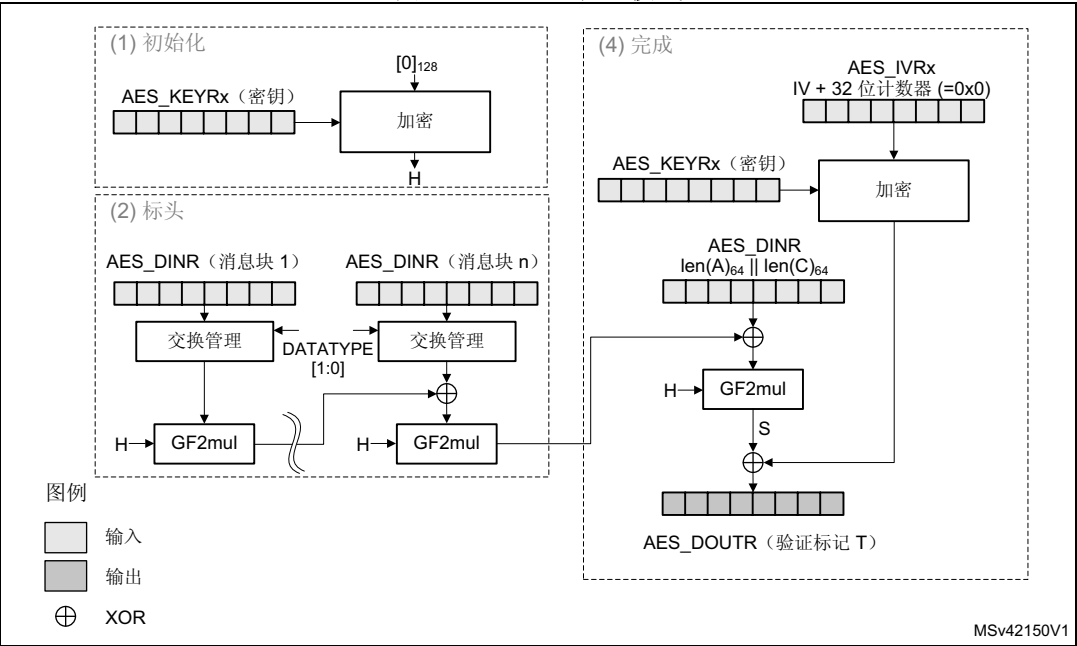 (1) 初始化
[0]128
AES_KEYRx（密钥）
加密
H
(2) 标头
AES_DINR（消息块 1）
AES_DINR（消息块 n）
交换管理
DATATYPE
[1:0]
交换管理
H
GF2mul
H
GF2mul
(4) 完成
AES_IVRx
IV + 32 位计数器 (=0x0)
AES_KEYRx（密钥）
加密
AES_DINR
len(A)64 || len(C)64
H
GF2mul
S
AES_DOUTR（验证标记 T）
图例
输入
输出
XOR
MSv42150V1